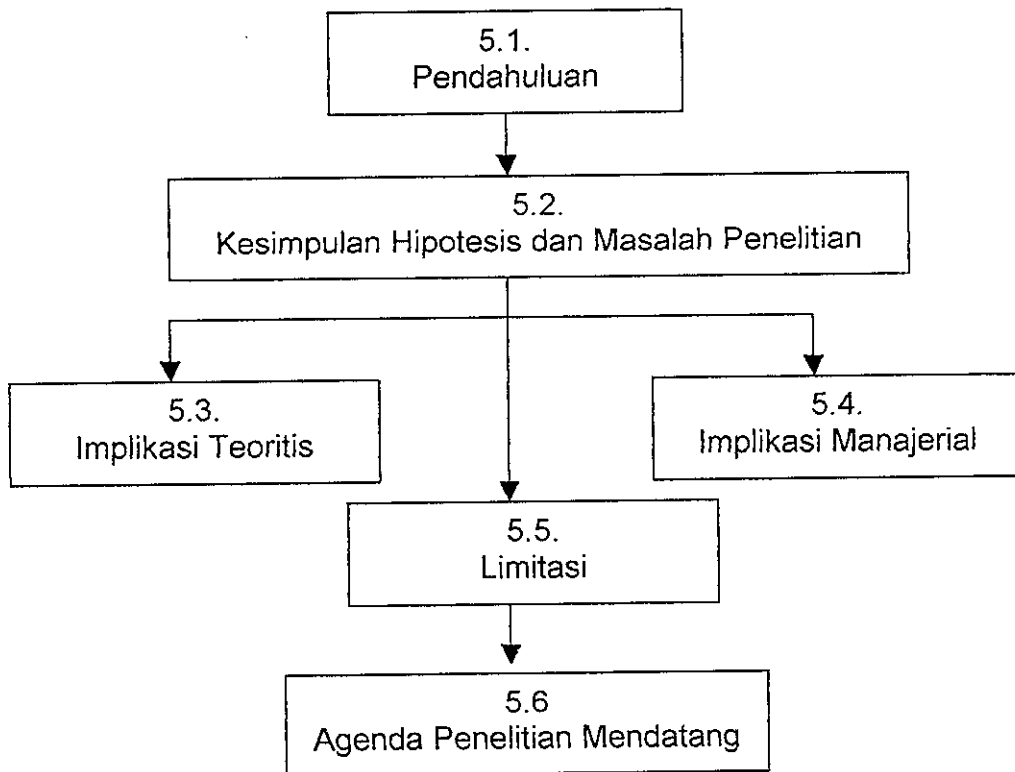 5.1.
Pendahuluan
5.2.
Kesimpulan Hipotesis dan Masalah Penelitian
5.3.
Implikasi Teoritis
5.4.
Implikasi Manajerial
5.5.
Limitasi
5.6
Agenda Penelitian Mendatang